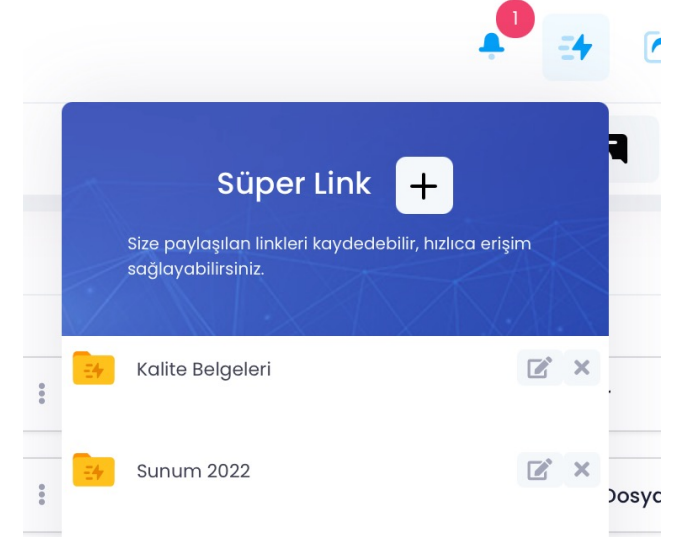 1
Süper Link
Size paylaşılan linkleri kaydedebilir, hızlıca erişim
sağlayabilirsiniz.
Kalite Belgeleri
Sunum 2022